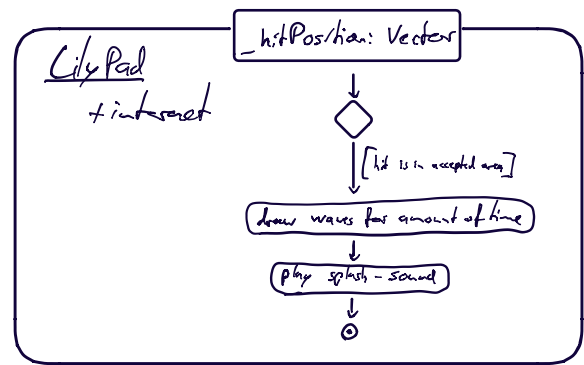 _hitPosition: Vector
LilyPad
+ interact
[hit is in accepted area]
draw waves for amount of time
play splash-sound